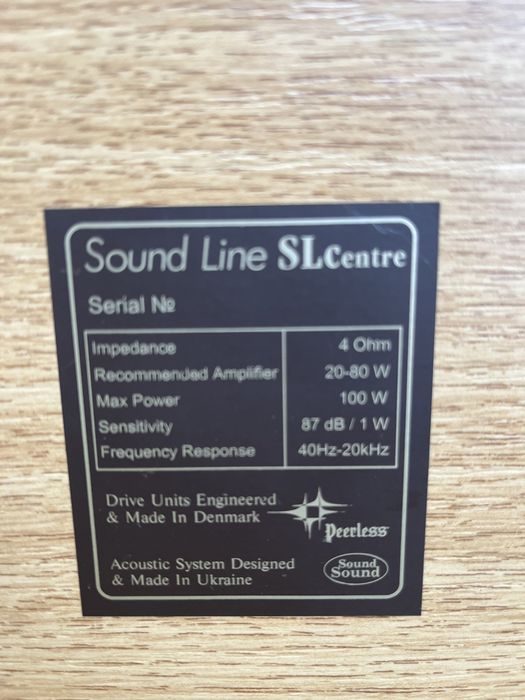 Sound Line SLCentre
Serial №
Impedance 4 Ohm
Recommended Amplifier 20-80 W
Max Power 100 W
Sensitivity 87 dB / 1 W
Frequency Response 40Hz-20kHz
Drive Units Engineered
& Made In Denmark
Peerless
Acoustic System Designed
& Made In Ukraine
Sound
Sound